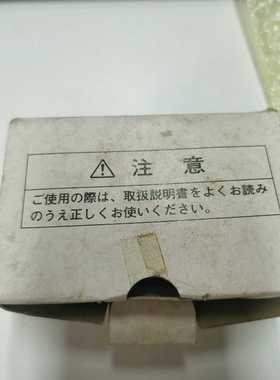 ⚠ 注意
ご使用の際は、取扱説明書をよくお読み
のうえ正しくお使いください。